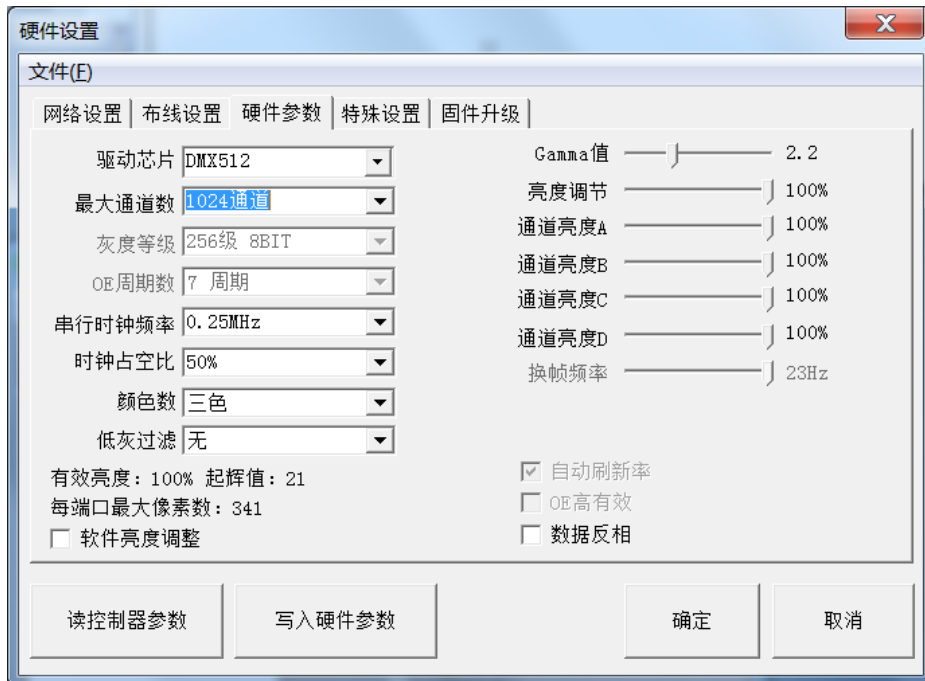 硬件设置
文件(F)
网络设置 布线设置 硬件参数 特殊设置 固件升级
驱动芯片 DMX512
最大通道数 1024通道
灰度等级 256级 8BIT
OE周期数 7 周期
串行时钟频率 0.25MHz
时钟占空比 50%
颜色数 三色
低灰过滤 无
有效亮度: 100% 起辉值: 21
每端口最大像素数: 341
软件亮度调整
Gamma值 2.2
亮度调节 100%
通道亮度A 100%
通道亮度B 100%
通道亮度C 100%
通道亮度D 100%
换帧频率 23Hz
自动刷新率
OE高有效
数据反相
读控制器参数 写入硬件参数 确定 取消